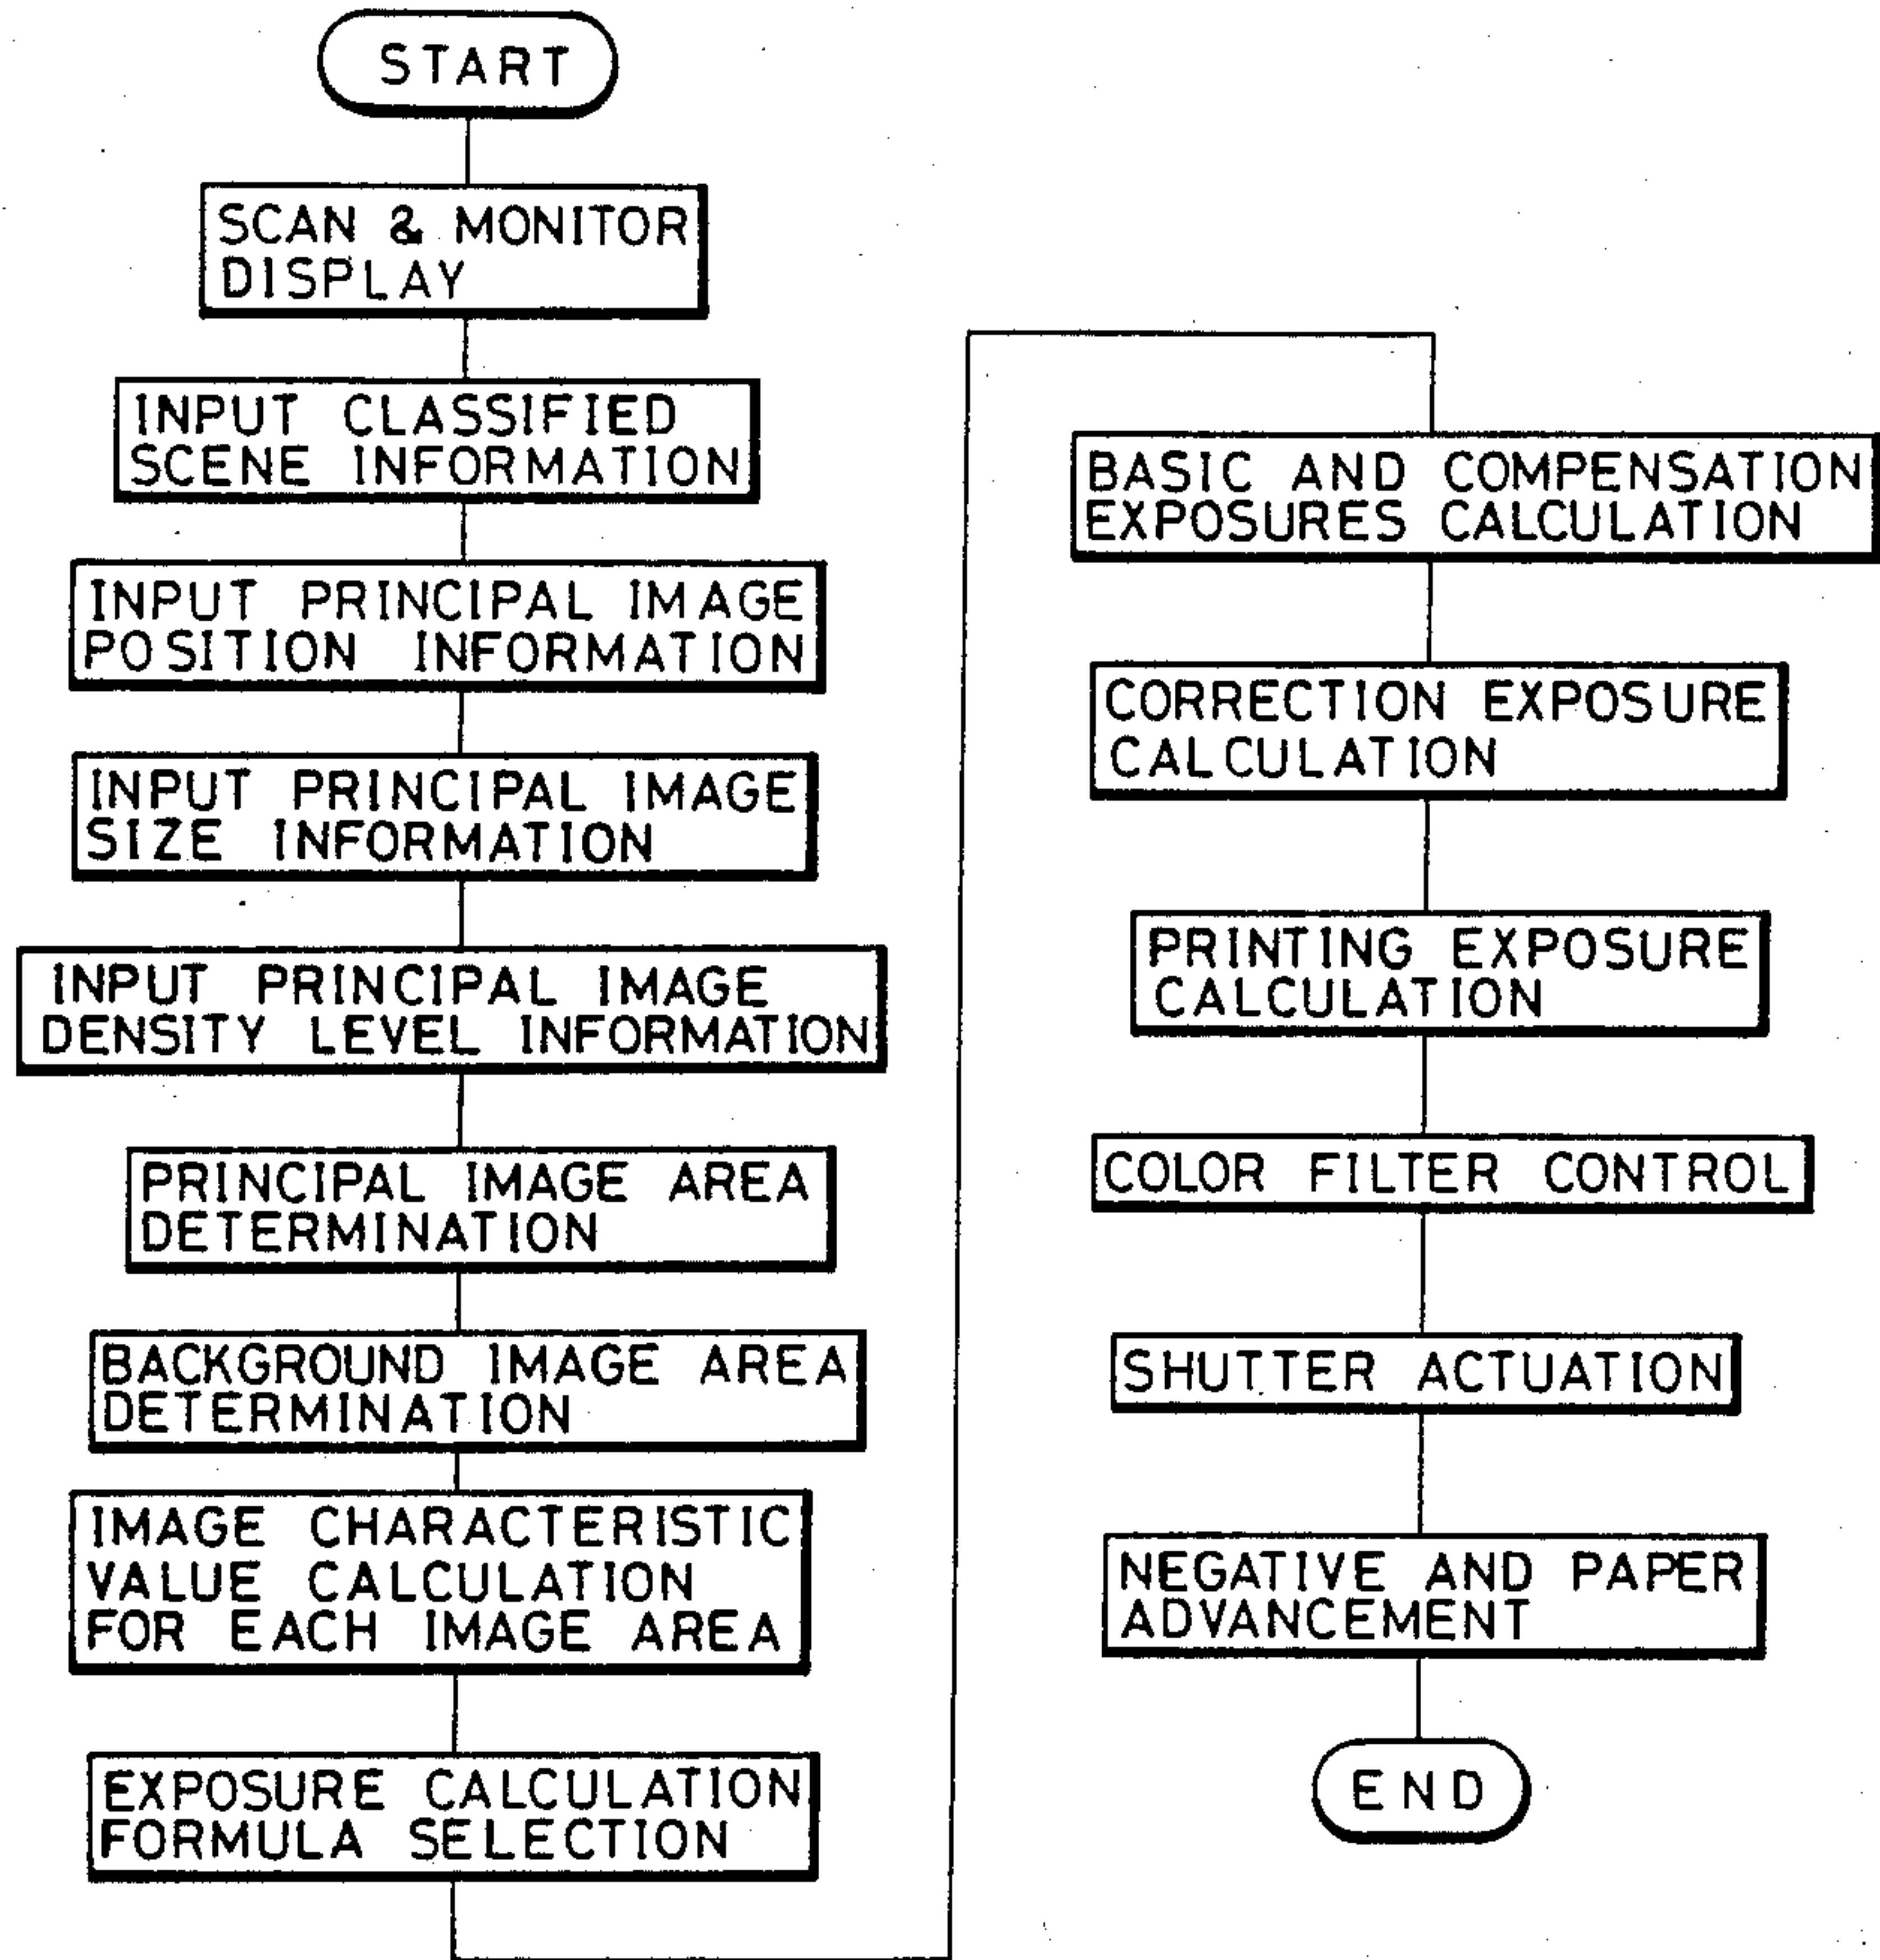 START
SCAN & MONITOR
DISPLAY
INPUT CLASSIFIED
SCENE INFORMATION
INPUT PRINCIPAL IMAGE
POSITION INFORMATION
INPUT PRINCIPAL IMAGE
SIZE INFORMATION
INPUT PRINCIPAL IMAGE
DENSITY LEVEL INFORMATION
PRINCIPAL IMAGE AREA
DETERMINATION
BACKGROUND IMAGE AREA
DETERMINATION
IMAGE CHARACTERISTIC
VALUE CALCULATION
FOR EACH IMAGE AREA
EXPOSURE CALCULATION
FORMULA SELECTION
BASIC AND COMPENSATION
EXPOSURES CALCULATION
CORRECTION EXPOSURE
CALCULATION
PRINTING EXPOSURE
CALCULATION
COLOR FILTER CONTROL
SHUTTER ACTUATION
NEGATIVE AND PAPER
ADVANCEMENT
END